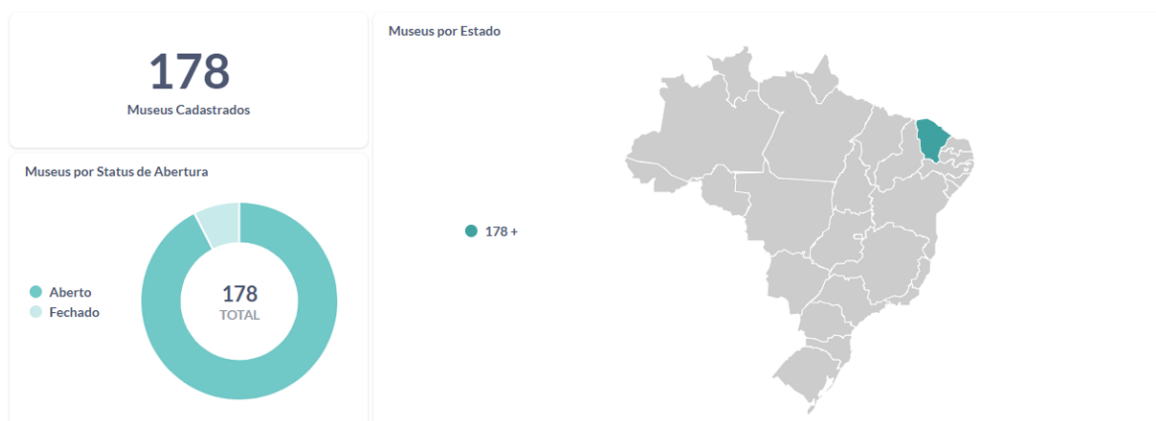 178
Museus Cadastrados
Museus por Status de Abertura
Aberto
Fechado
178
TOTAL
Museus por Estado
178 +